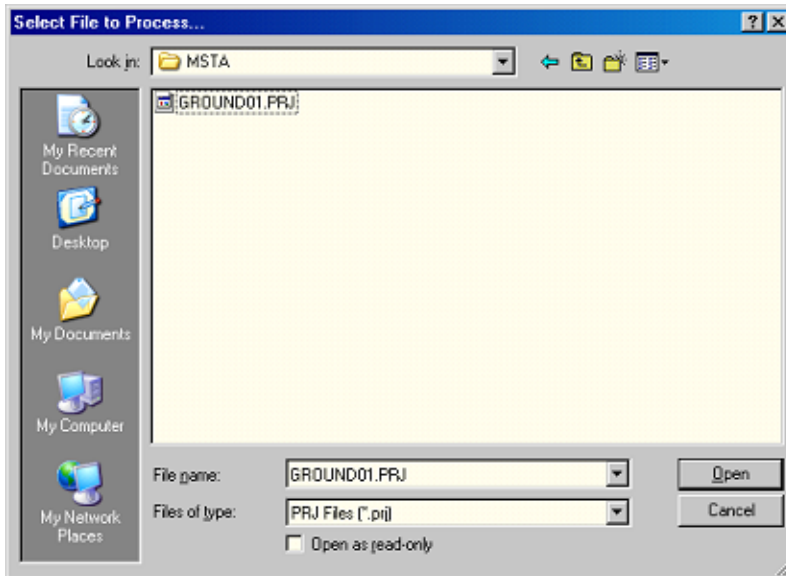 Select File to Process...
Look in: MSTA
GROUND01.PRJ
My Recent
Documents
Desktop
My Documents
My Computer
My Network
Places
File name: GROUND01.PRJ
Open
Files of type: PRJ Files (*.prj)
Cancel
Open as read-only